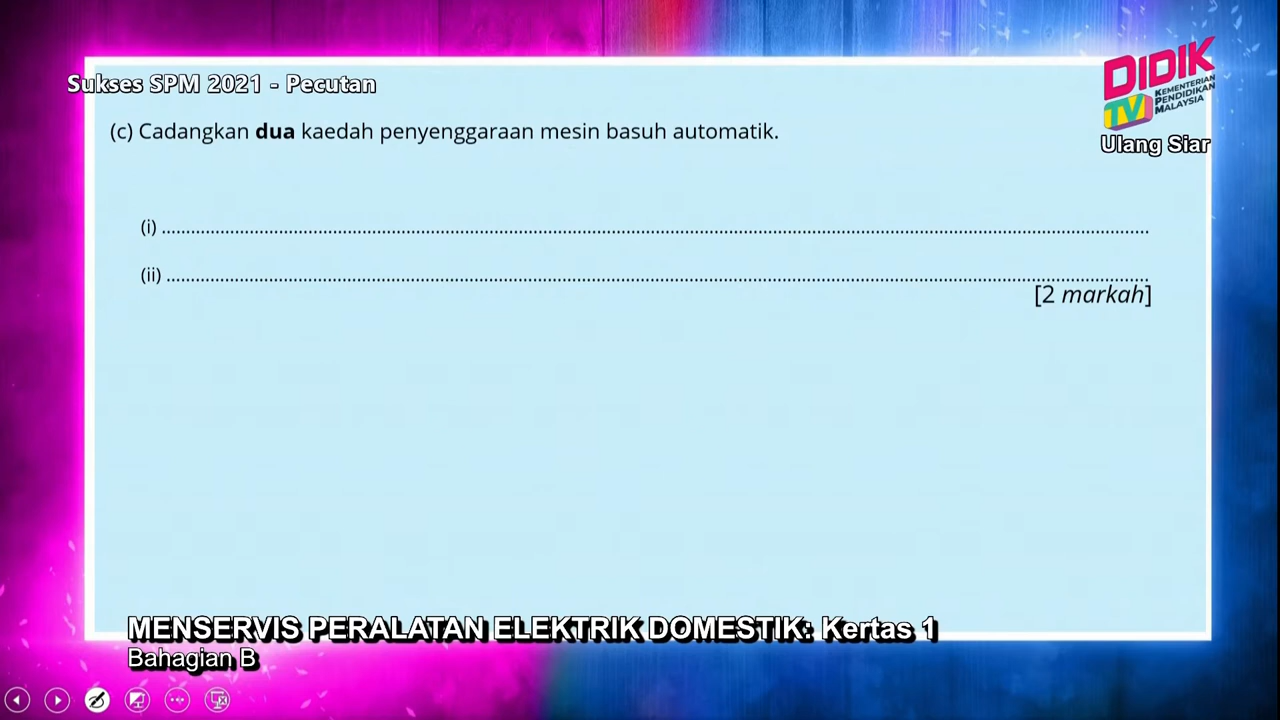 Sukses SPM 2021 - Pecutan
DIDIK
TV
KEMENTERIAN
PENDIDIKAN
MALAYSIA
Ulang Siar
(c) Cadangkan dua kaedah penyenggaraan mesin basuh automatik.
(i) ....................................................................................................
(ii) ....................................................................................................
[2 markah]
MENSERVIS PERALATAN ELEKTRIK DOMESTIK: Kertas 1
Bahagian B